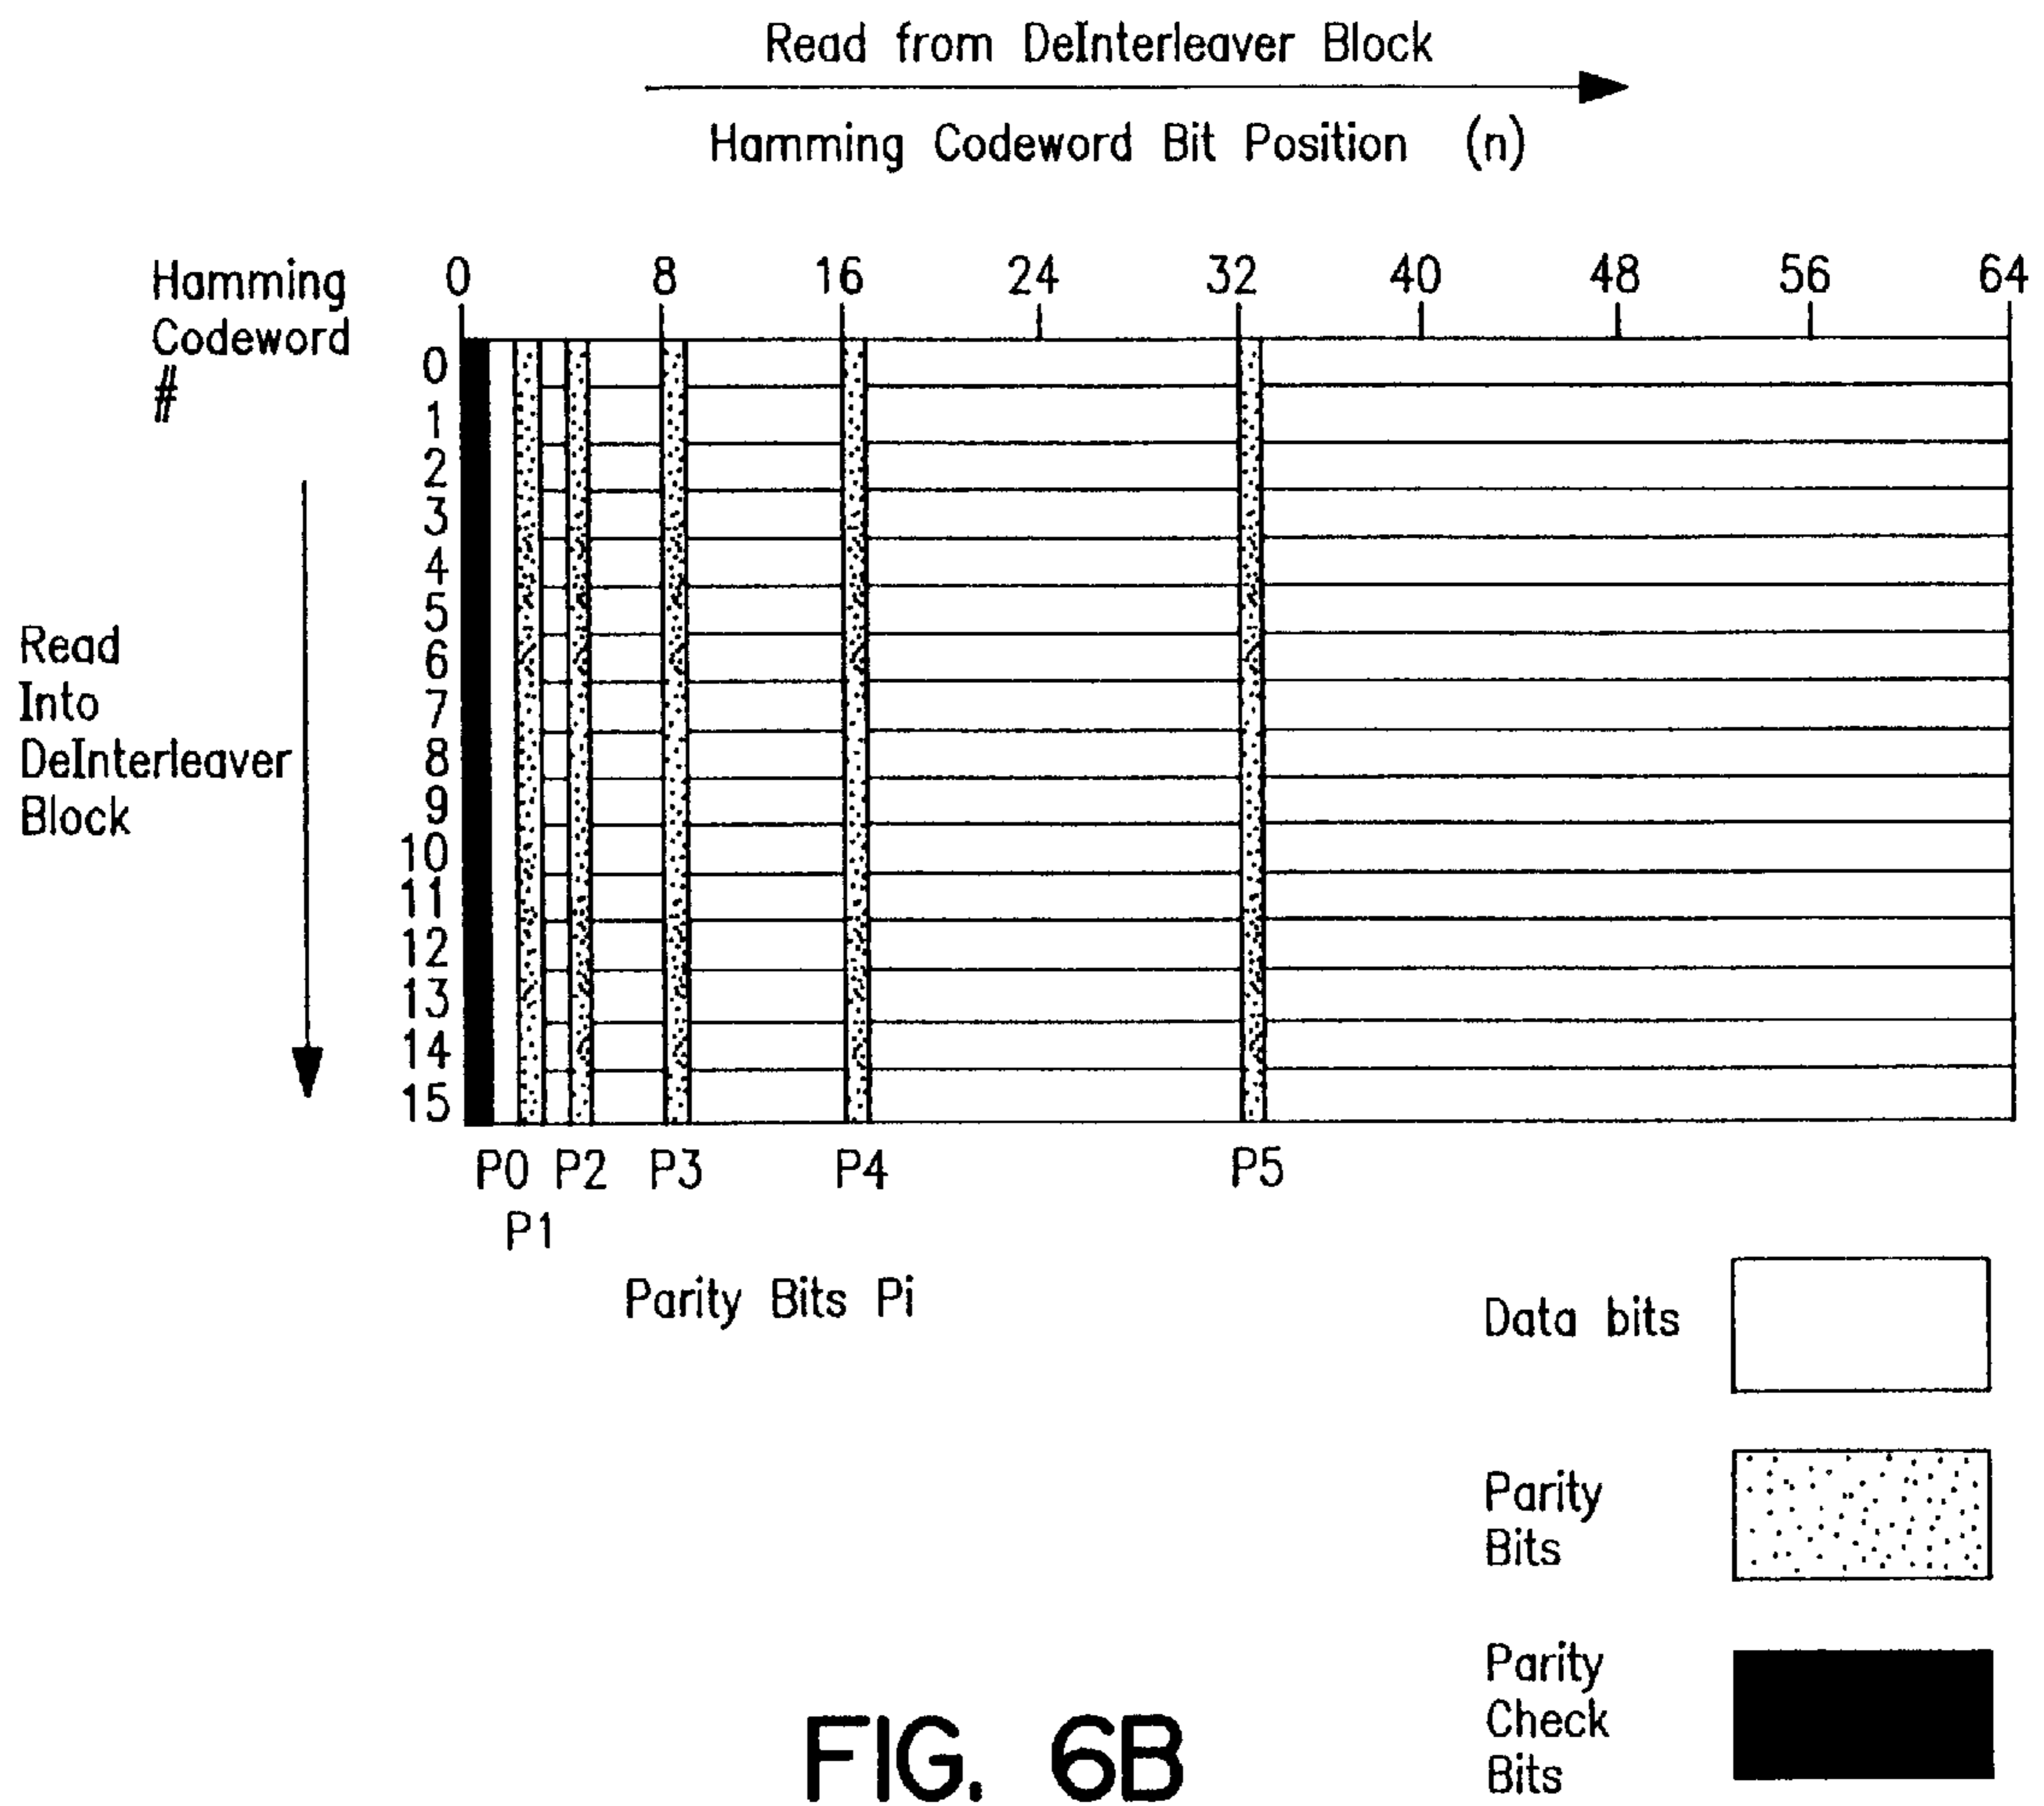 Read from DeInterleaver Block
Hamming Codeword Bit Position (n)
Hamming
Codeword
#
0 8 16 24 32 40 48 56 64
0
1
2
3
4
5
6
7
8
9
10
11
12
13
14
15
Read
Into
DeInterleaver
Block
P0 P2 P3 P4 P5
P1
Parity Bits Pi
Data bits
Parity
Bits
Parity
Check
Bits
FIG. 6B